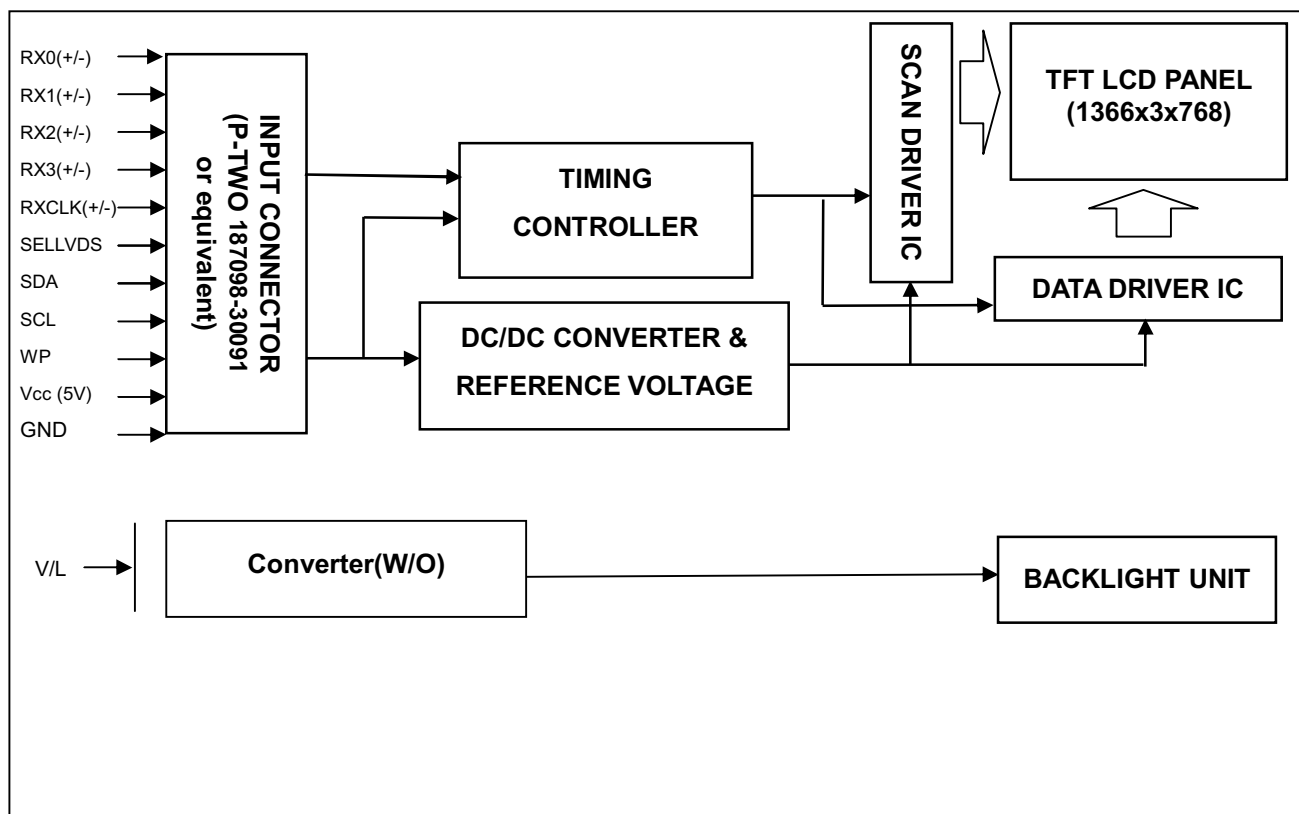 RX0(+/-)
RX1(+/-)
RX2(+/-)
RX3(+/-)
RXCLK(+/-)
SELLVDS
SDA
SCL
WP
Vcc (5V)
GND
INPUT CONNECTOR
(P-TWO 187098-30091
or equivalent)
TIMING
CONTROLLER
DC/DC CONVERTER &
REFERENCE VOLTAGE
SCAN DRIVER IC
TFT LCD PANEL
(1366x3x768)
DATA DRIVER IC
V/L
Converter(W/O)
BACKLIGHT UNIT